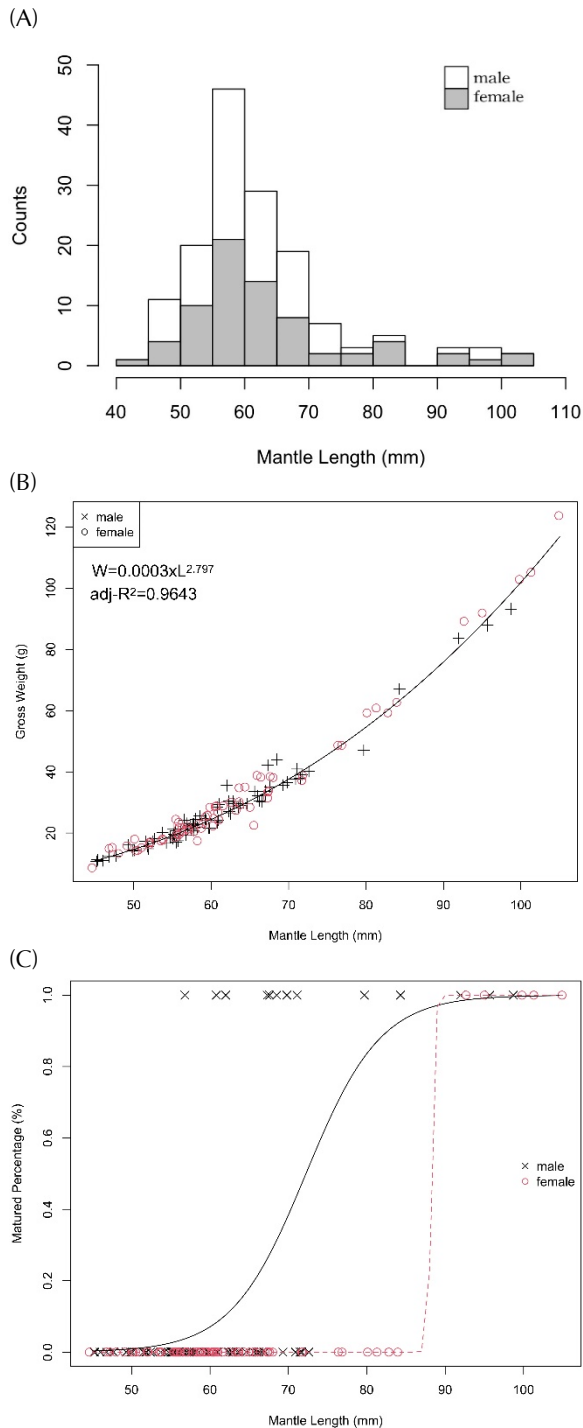 (A)
50
40
30
20
10
0
Counts
male
female
40 50 60 70 80 90 100 110
Mantle Length (mm)
(B)
× male
○ female
W=0.0003xL^2.797
adj-R²=0.9643
120
100
80
60
40
20
Gross Weight (g)
50 60 70 80 90 100
Mantle Length (mm)
(C)
1.0
0.8
0.6
0.4
0.2
0.0
Matured Percentage (%)
× male
○ female
50 60 70 80 90 100
Mantle Length (mm)